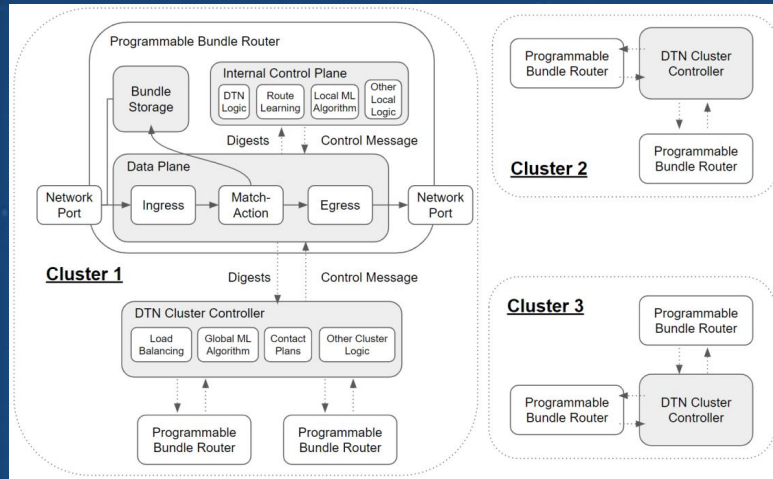 Programmable Bundle Router
Bundle
Storage
Internal Control Plane
DTN
Logic
Route
Learning
Local ML
Algorithm
Other
Local
Logic
Digests
Control Message
Data Plane
Network
Port
Ingress
Match-
Action
Egress
Network
Port
Cluster 1
Digests
Control Message
DTN Cluster Controller
Load
Balancing
Global ML
Algorithm
Contact
Plans
Other Cluster
Logic
Programmable
Bundle Router
Programmable
Bundle Router
Programmable
Bundle Router
DTN Cluster
Controller
Programmable
Bundle Router
Cluster 2
Cluster 3
Programmable
Bundle Router
Programmable
Bundle Router
DTN Cluster
Controller